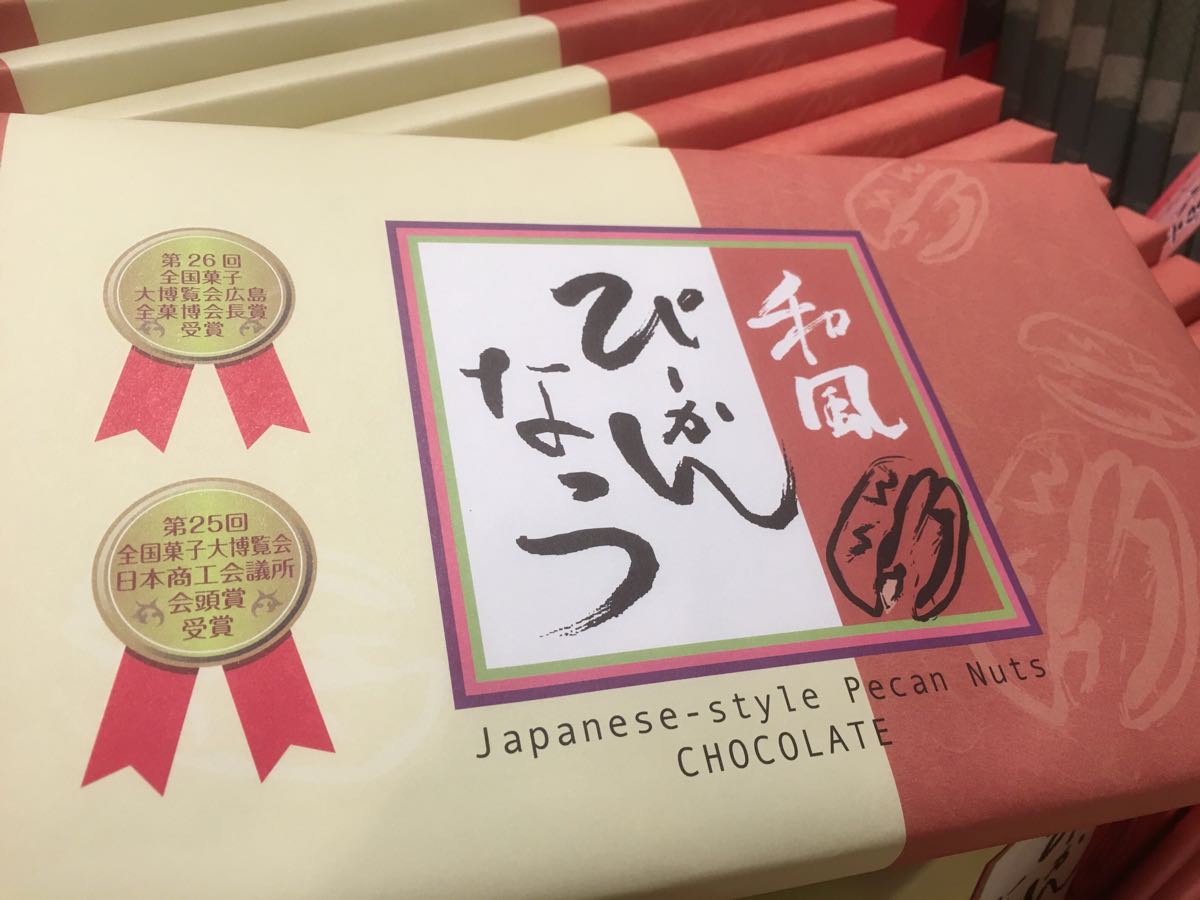 第26回
全国菓子
大博覧会広島
全菓博会長賞
受賞
第25回
全国菓子大博覧会
日本商工会議所
会頭賞
受賞
和風
ぴーかん
なっつ
Japanese-style Pecan Nuts
CHOCOLATE